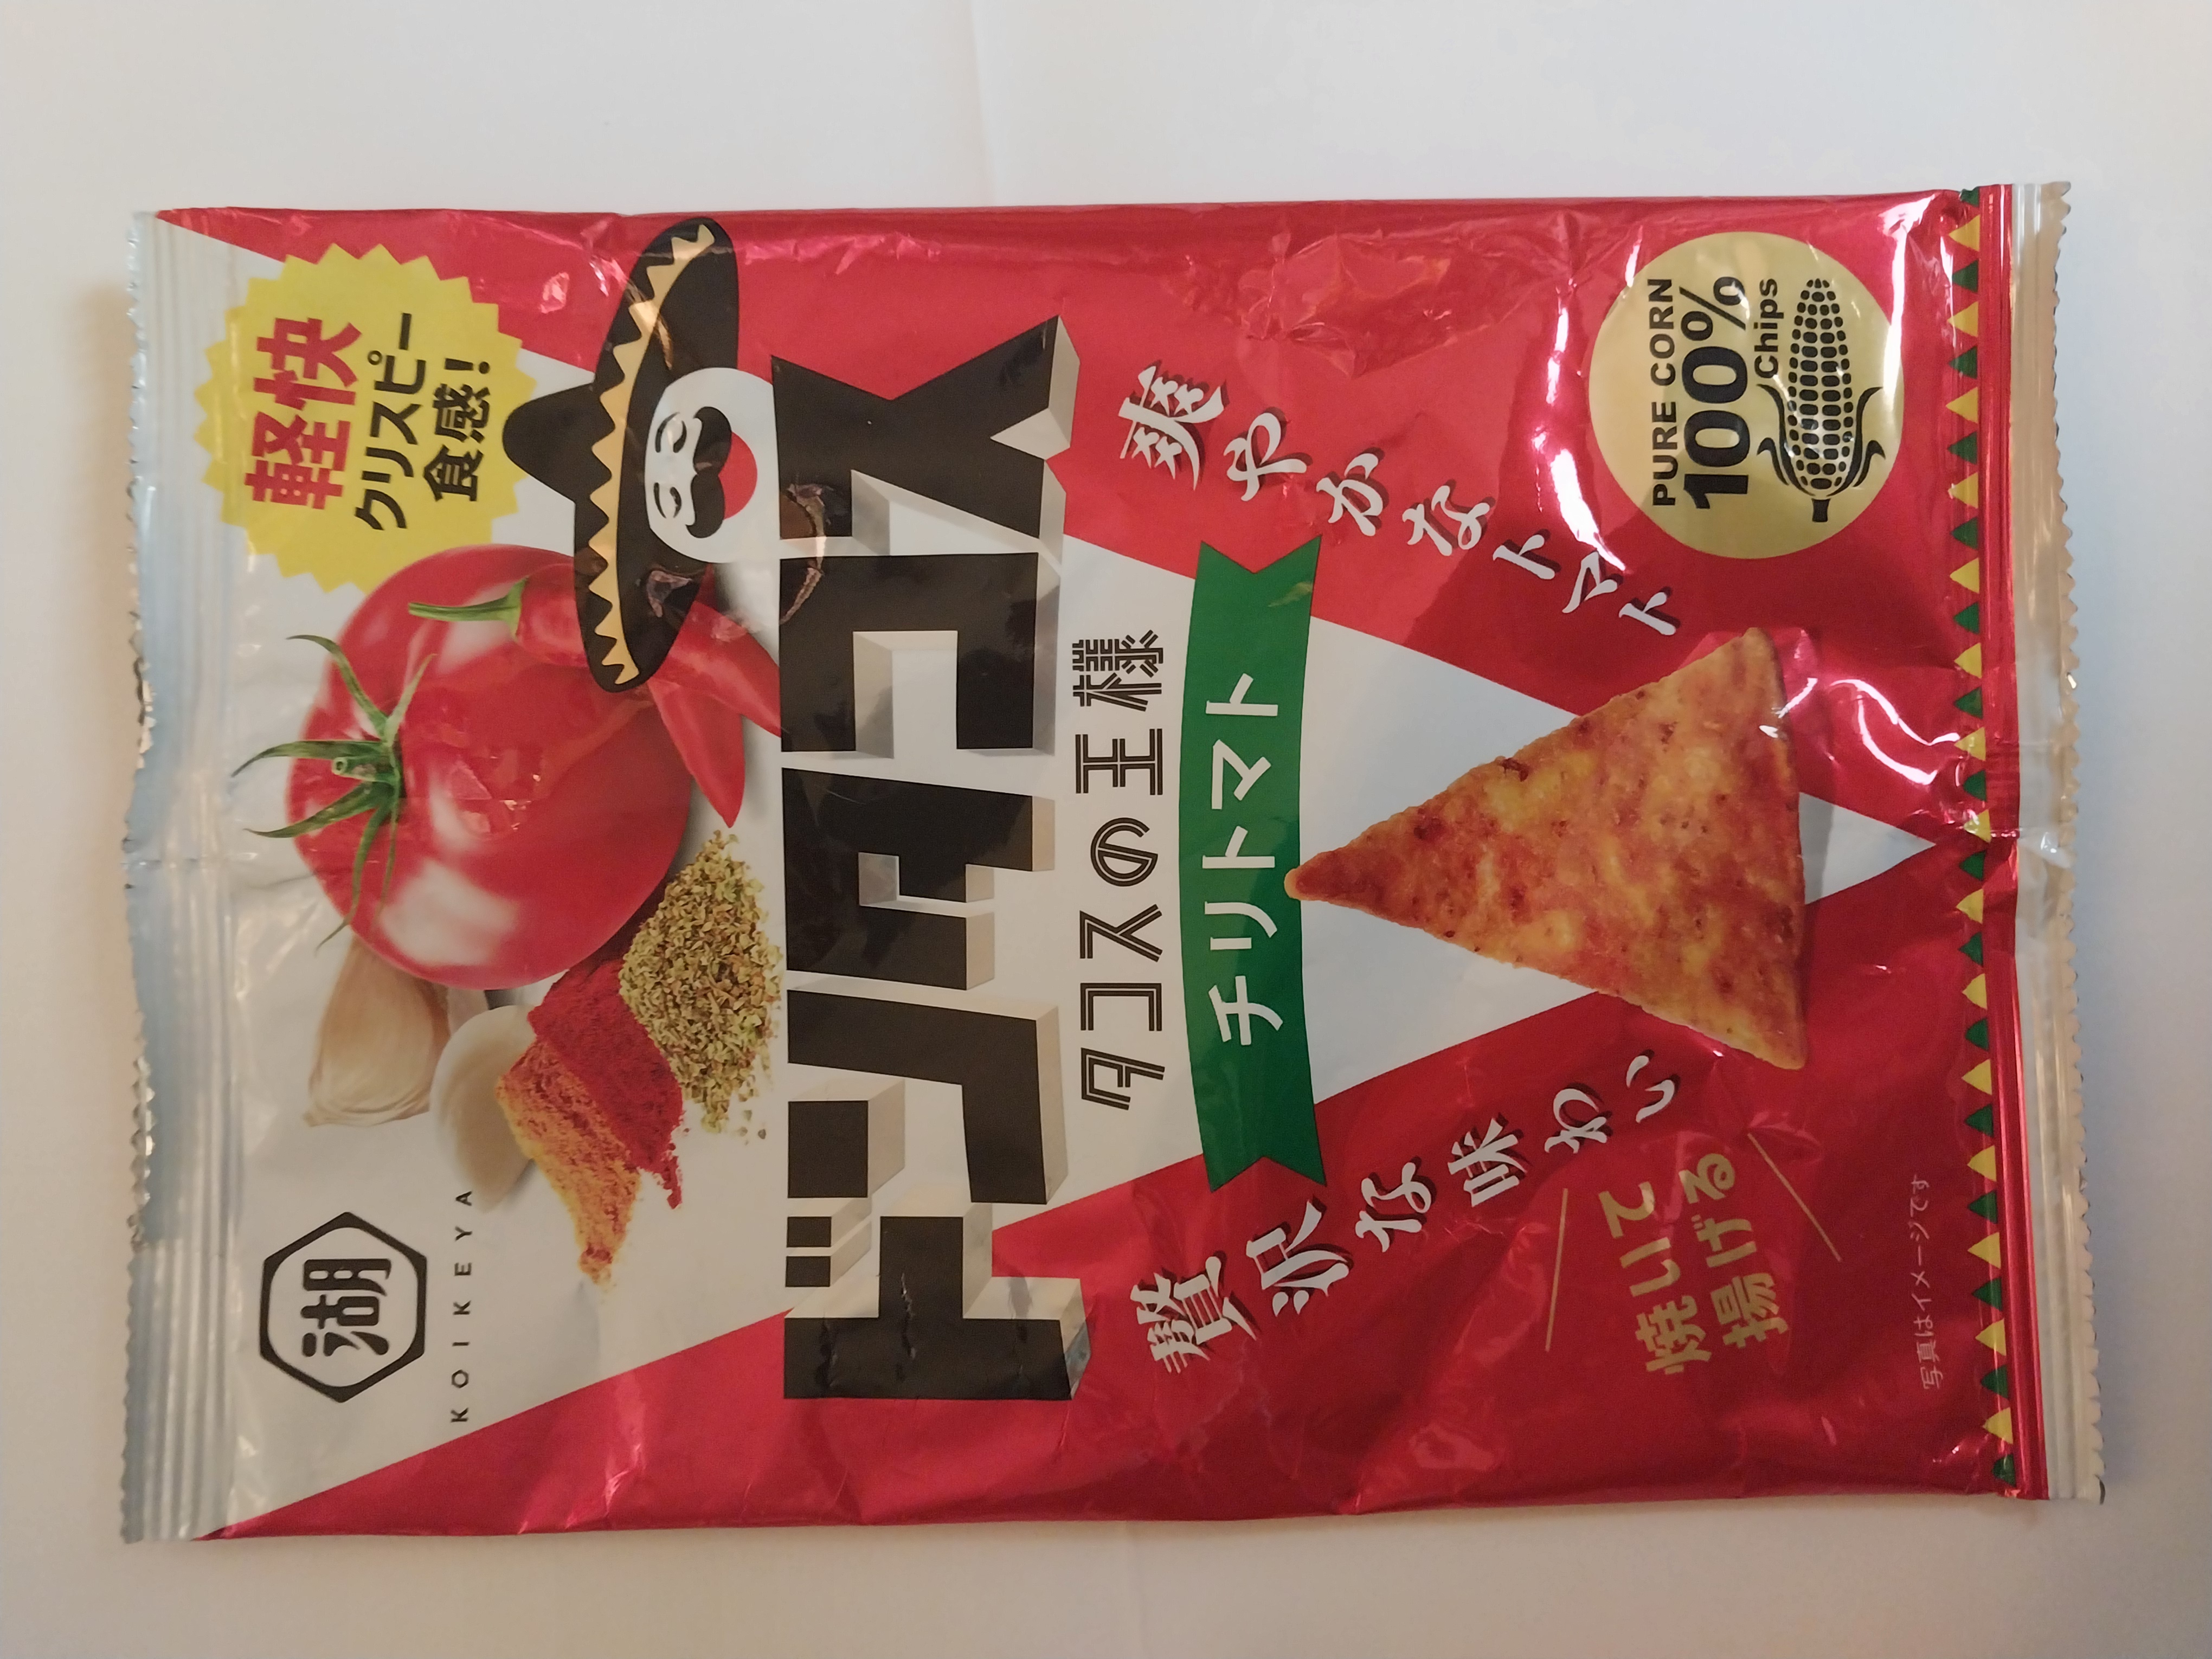 湖
KOIKEYA
軽快
クリスピー
食感!
ドンタコス
タコスの王様
チリトマト
贅沢な味わい
爽やかなトマト
焼いて
揚げる
PURE CORN
100%
Chips
写真はイメージです